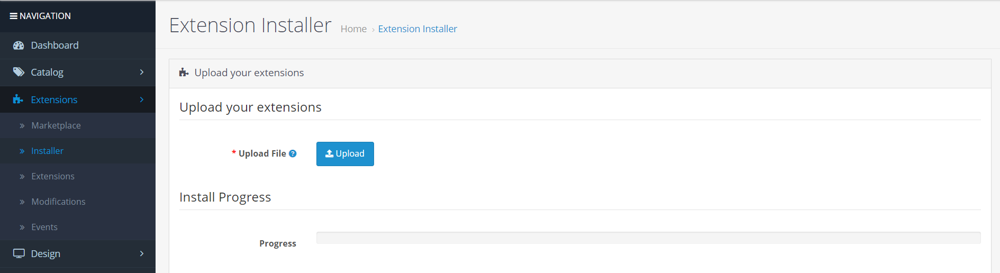 NAVIGATION
Dashboard
Catalog
Extensions
Marketplace
Installer
Extensions
Modifications
Events
Design
Extension Installer
Home › Extension Installer
Upload your extensions
Upload your extensions
* Upload File ?
Upload
Install Progress
Progress